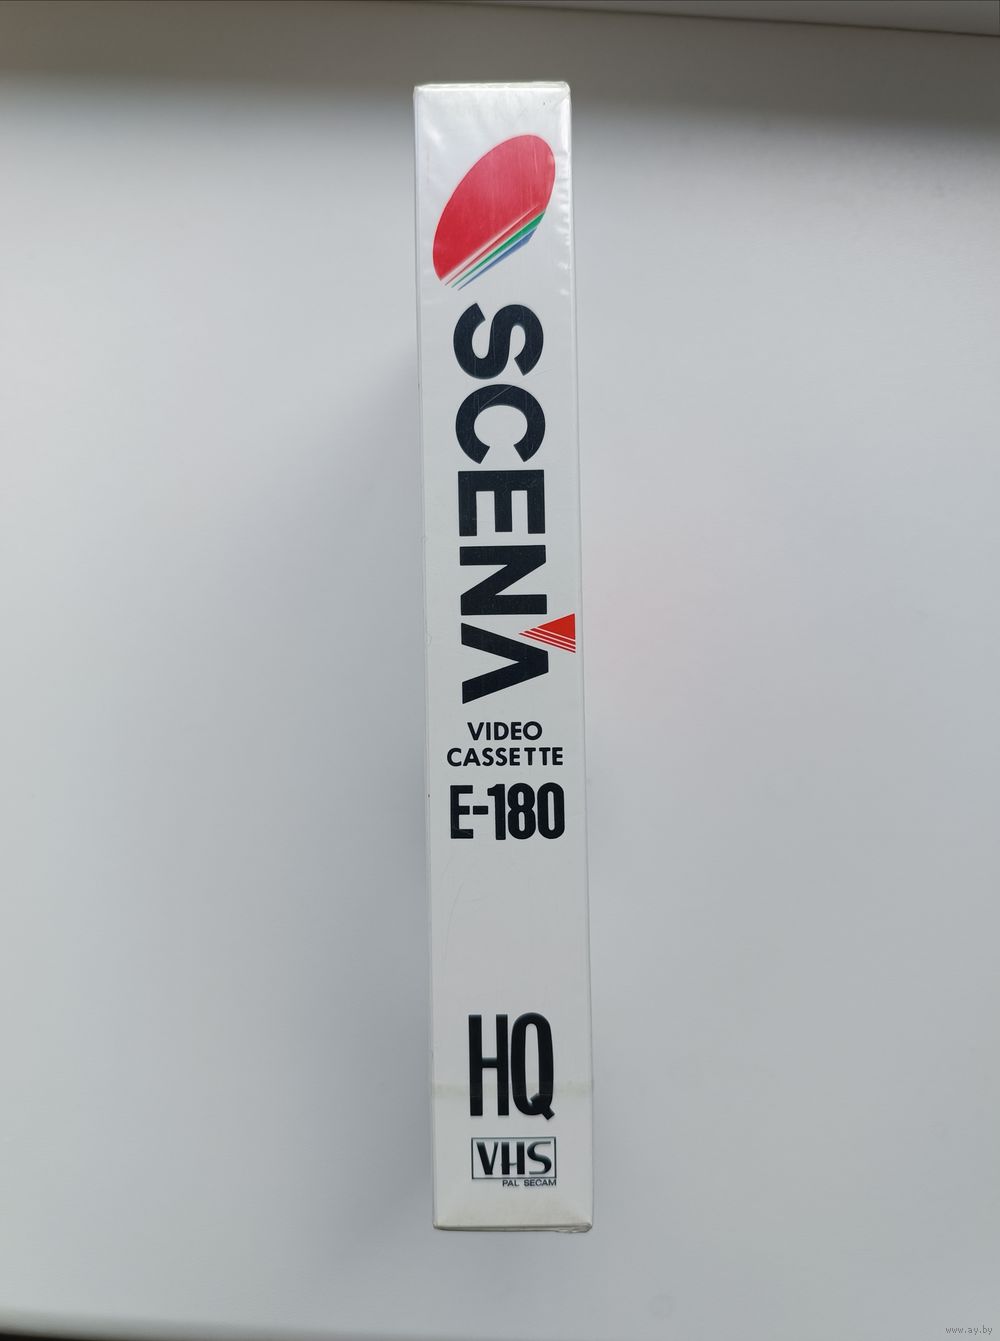 SCENA
VIDEO
CASSETTE
E-180
HQ
VHS
PAL SECAM
www.ay.by